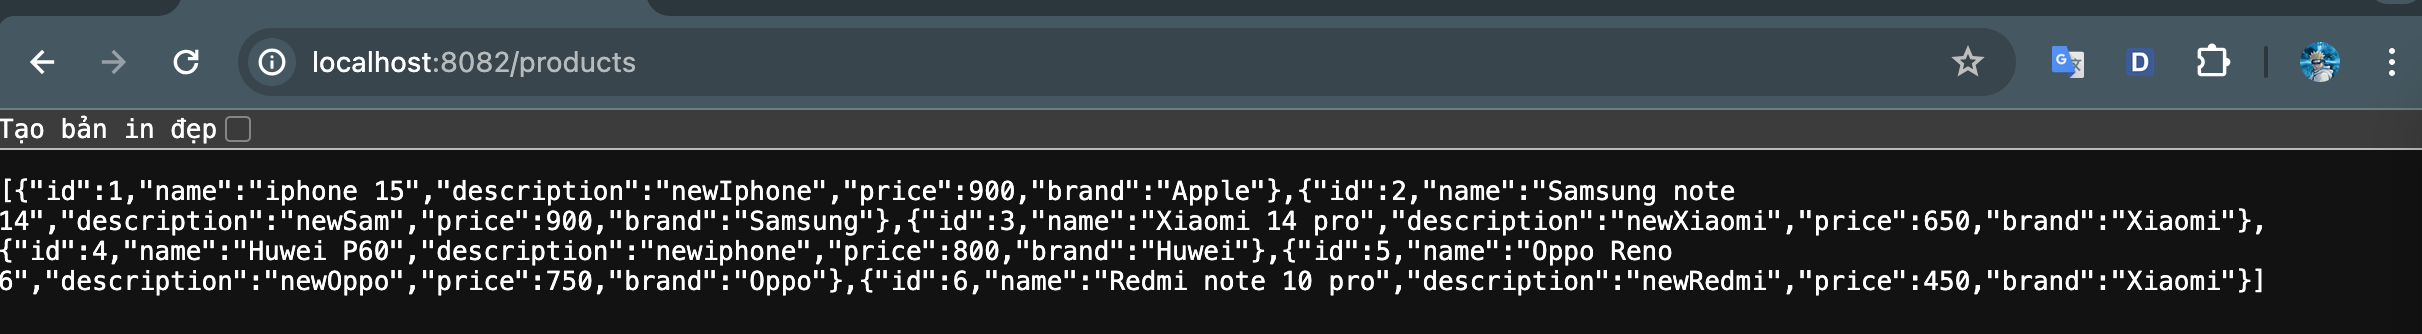 localhost:8082/products
D
Tạo bản in đẹp
[{"id":1,"name":"iphone 15","description":"newIphone","price":900,"brand":"Apple"},{"id":2,"name":"Samsung note
14","description":"newSam","price":900,"brand":"Samsung"},{"id":3,"name":"Xiaomi 14 pro","description":"newXiaomi","price":650,"brand":"Xiaomi"},
{"id":4,"name":"Huwei P60","description":"newiphone","price":800,"brand":"Huwei"},{"id":5,"name":"Oppo Reno
6","description":"newOppo","price":750,"brand":"Oppo"},{"id":6,"name":"Redmi note 10 pro","description":"newRedmi","price":450,"brand":"Xiaomi"}]